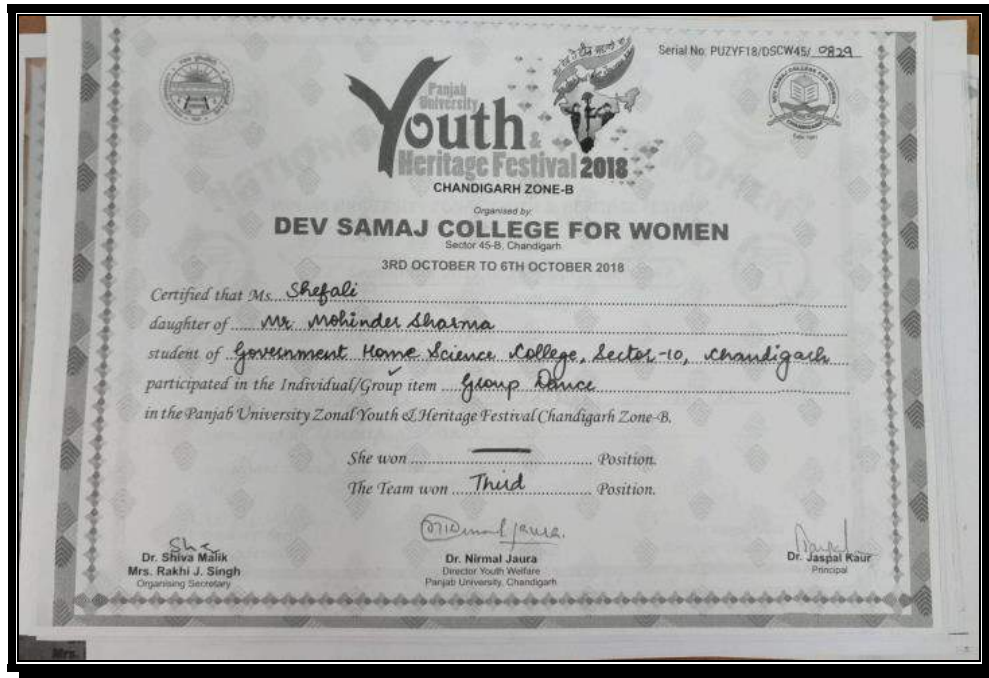 Serial No: PUZYF18/DSCW45/ 0829
Panjab
University
Youth &
Heritage Festival 2018
CHANDIGARH ZONE-B
Organised by:
DEV SAMAJ COLLEGE FOR WOMEN
Sector 45-B, Chandigarh
3RD OCTOBER TO 6TH OCTOBER 2018
Certified that Ms. Shefali
daughter of Mr. Mohinder Sharma
student of Government Home Science College, Sector-10, Chandigarh
participated in the Individual/Group item Group Dance
in the Panjab University Zonal Youth & Heritage Festival Chandigarh Zone-B.
She won ———— Position.
The Team won Third Position.
Dr. Shiva Malik
Mrs. Rakhi J. Singh
Organising Secretary
Dr. Nirmal Jaura
Director Youth Welfare
Panjab University, Chandigarh
Dr. Jaspal Kaur
Principal
Mrs.